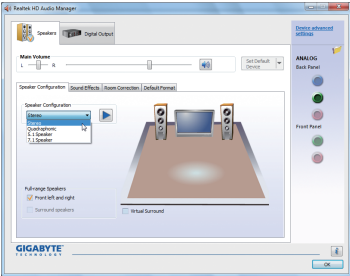 Realtek HD Audio Manager
Speakers
Digital Output
Device advanced
settings
Main Volume
L
R
Set Default
Device
ANALOG
Back Panel
Speaker Configuration
Sound Effects
Room Correction
Default Format
Speaker Configuration
Stereo
Stereo
Quadraphonic
5.1 Speaker
7.1 Speaker
Front Panel
Full-range Speakers
Front left and right
Surround speakers
Virtual Surround
GIGABYTE™
TECHNOLOGY
OK